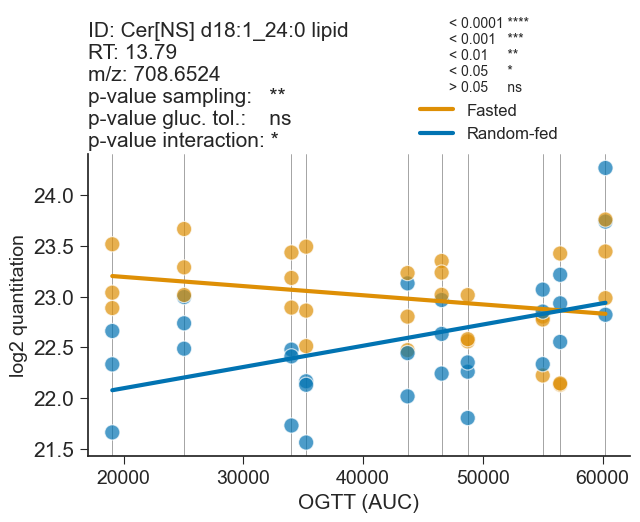 ID: Cer[NS] d18:1_24:0 lipid
RT: 13.79
m/z: 708.6524
p-value sampling: **
p-value gluc. tol.: ns
p-value interaction: *
< 0.0001 ****
< 0.001 ***
< 0.01 **
< 0.05 *
> 0.05 ns
Fasted
Random-fed
log2 quantitation
24.0
23.5
23.0
22.5
22.0
21.5
20000 30000 40000 50000 60000
OGTT (AUC)